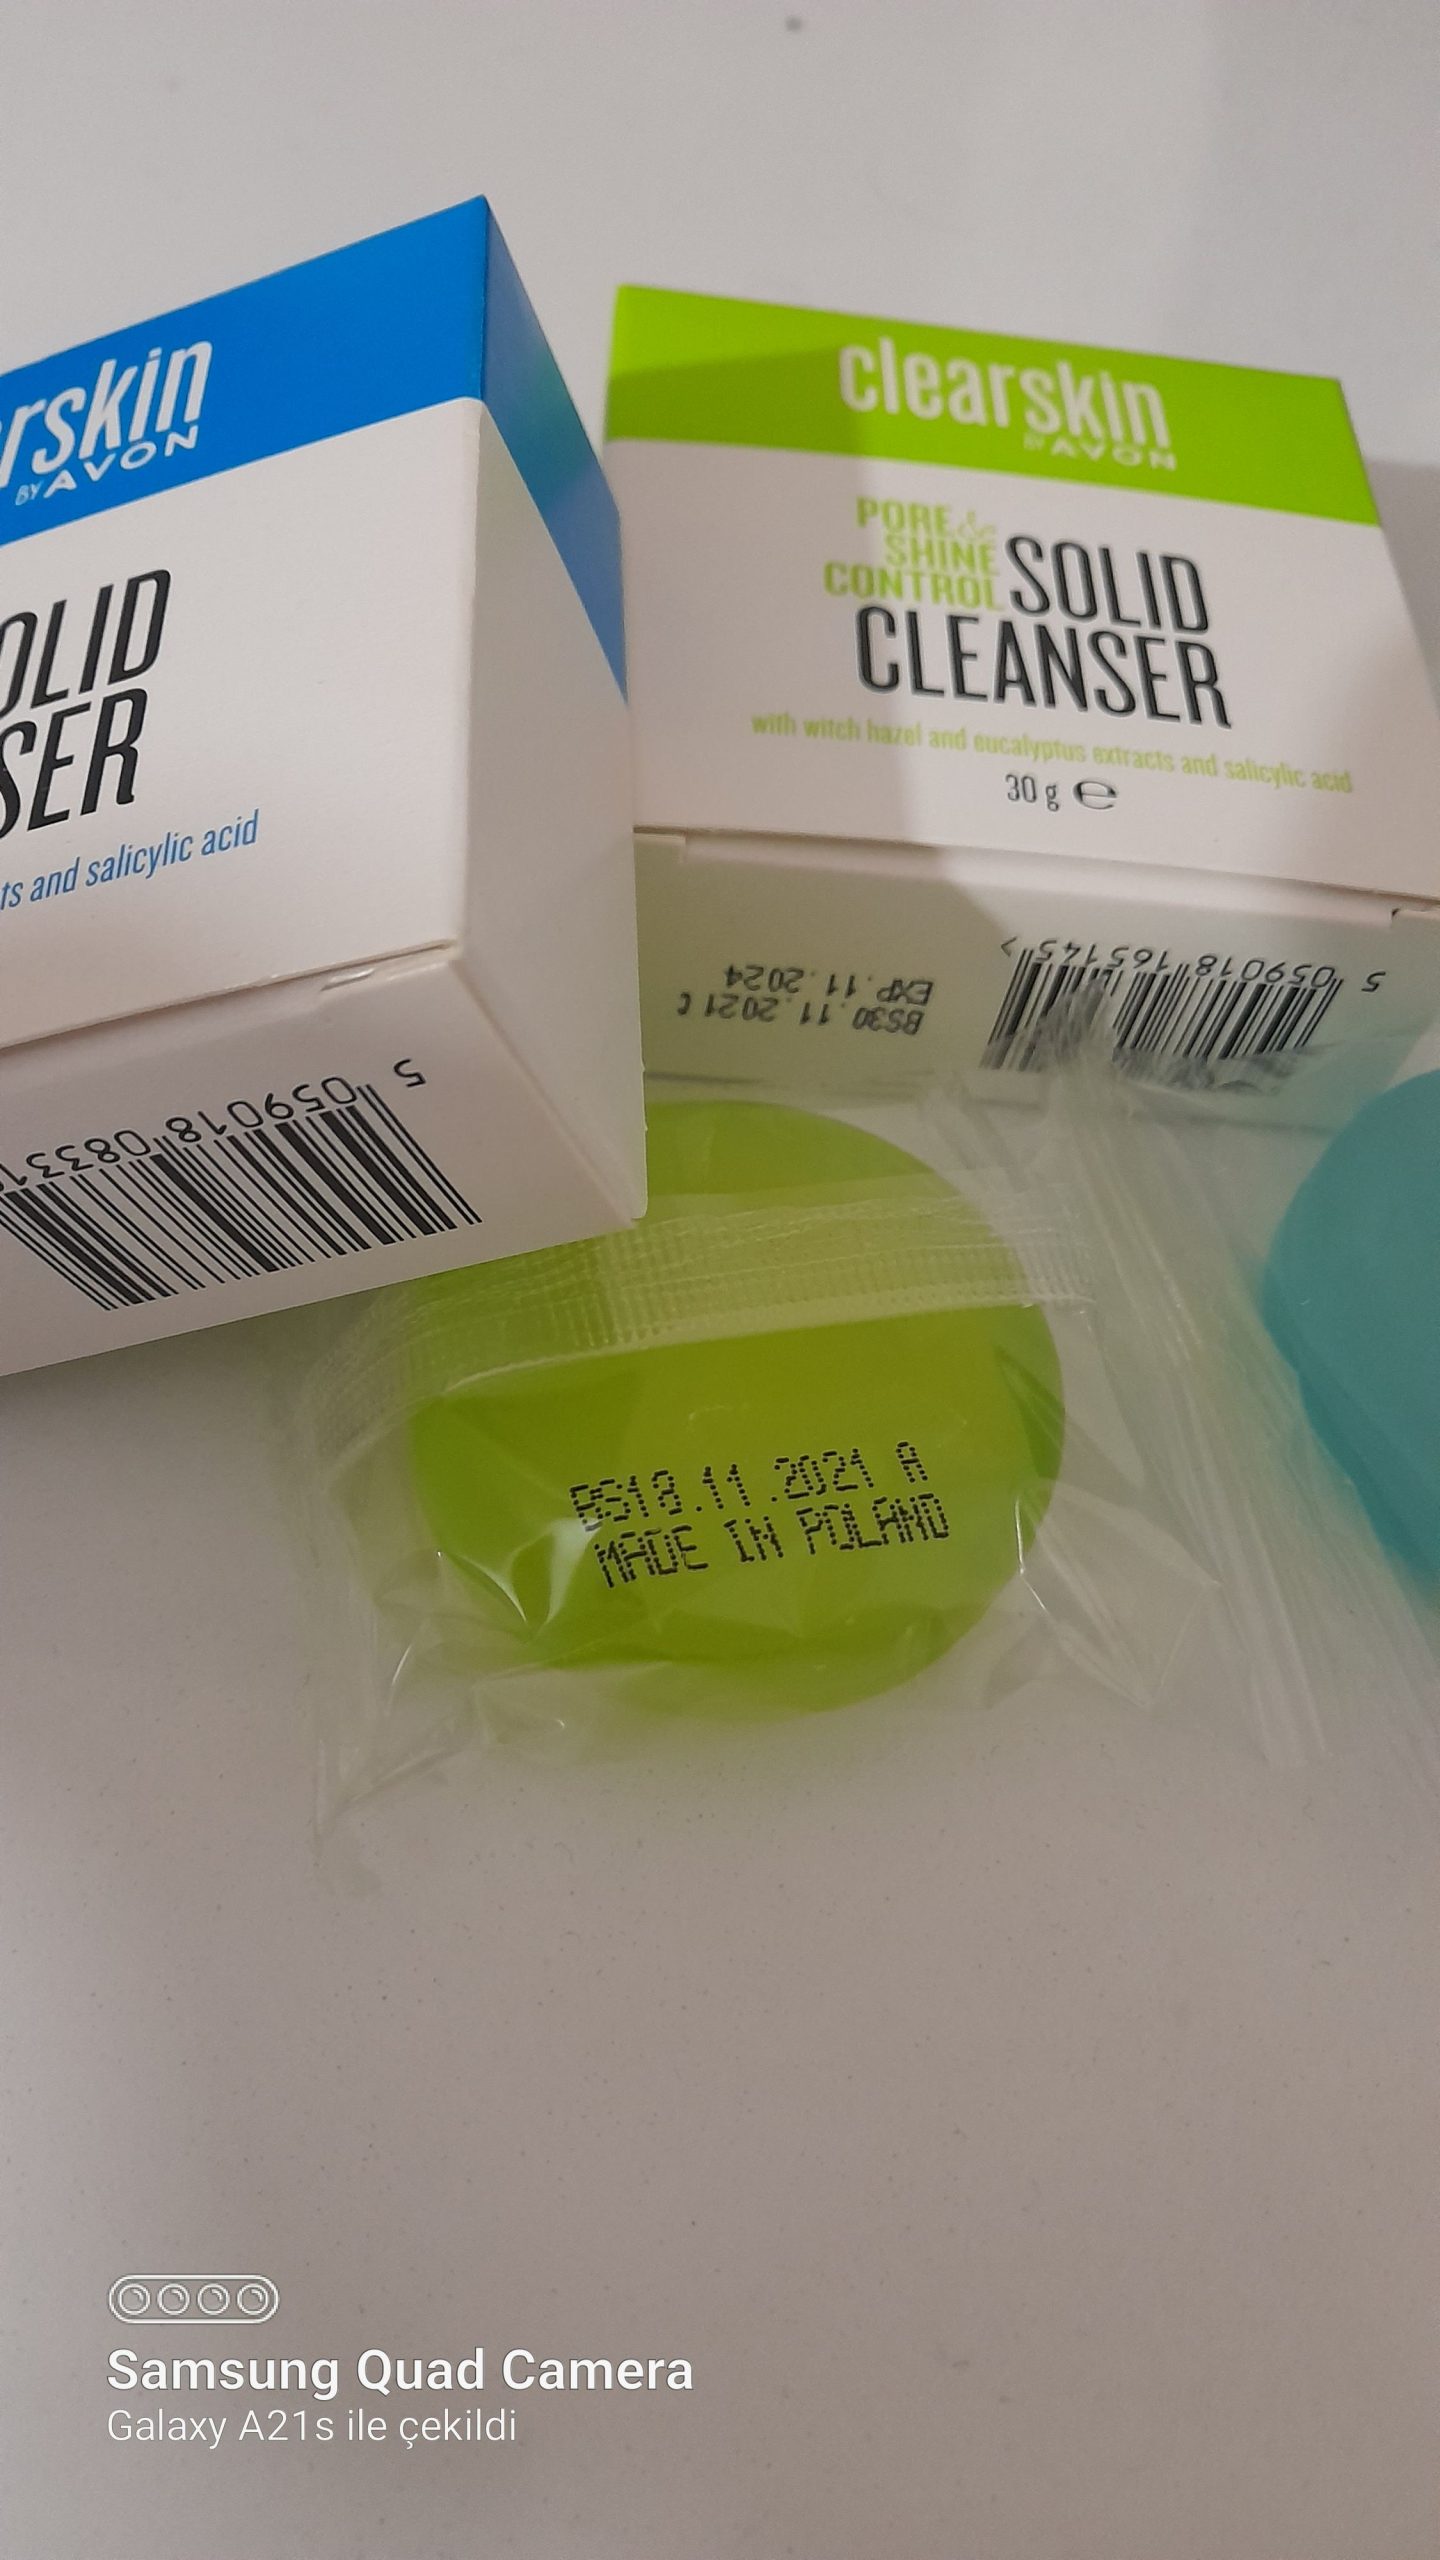 rskin
BY AVON
OLID
SER
ts and salicylic acid
5 059018 0833
clearskin
BY AVON
PORE &
SHINE
CONTROL SOLID
CLEANSER
with witch hazel and eucalyptus extracts and salicylic acid
30 g ℮
5 059018 165145 >
BS30.11.2021 C
EXP.11.2024
BS18.11.2021 A
MADE IN POLAND
Samsung Quad Camera
Galaxy A21s ile çekildi